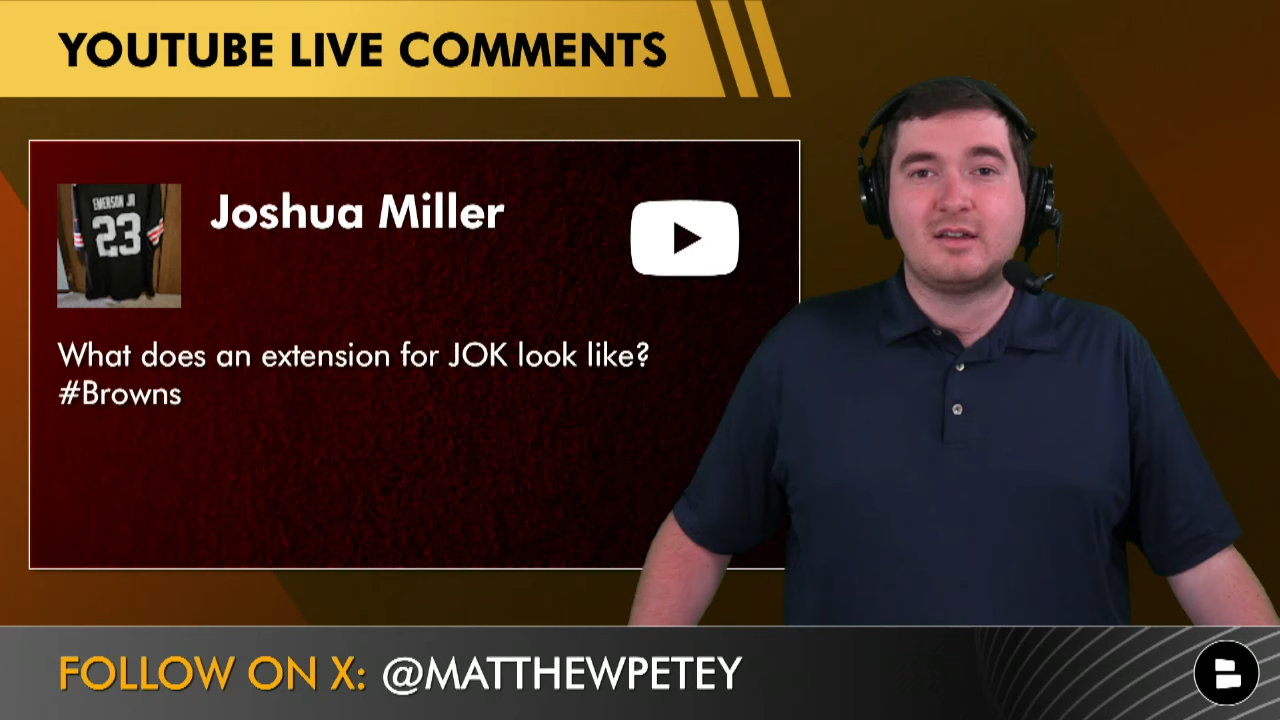 YOUTUBE LIVE COMMENTS
Joshua Miller
EMERSON JR
23
What does an extension for JOK look like?
#Browns
FOLLOW ON X: @MATTHEWPETEY